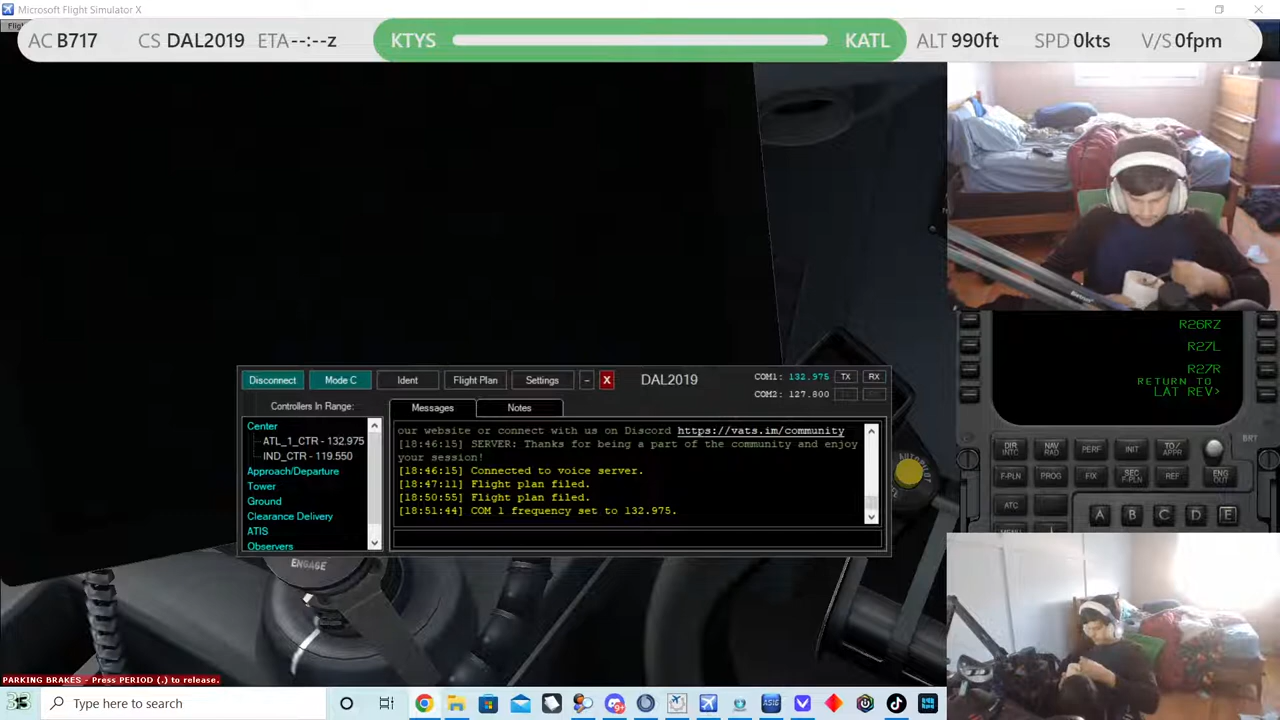 Microsoft Flight Simulator X
AC B717 CS DAL2019 ETA--:--z KTYS KATL ALT 990ft SPD 0kts V/S 0fpm
R26RZ
R27L
R27R
RETURN TO
LAT REV>
Disconnect Mode C Ident Flight Plan Settings - X DAL2019 COM1: 132.975 TX RX
COM2: 127.800
Controllers In Range:
Center
ATL_1_CTR - 132.975
IND_CTR - 119.550
Approach/Departure
Tower
Ground
Clearance Delivery
ATIS
Observers
Messages Notes
our website or connect with us on Discord https://vats.im/community
[18:46:15] SERVER: Thanks for being a part of the community and enjoy
your session!
[18:46:15] Connected to voice server.
[18:47:11] Flight plan filed.
[18:50:55] Flight plan filed.
[18:51:44] COM 1 frequency set to 132.975.
AUTOPILOT
ENGAGE
DIR INTC
NAV RAD
PERF
INIT
TO/ APPR
BRT
F-PLN
PROG
FIX
SEC F-PLN
REF
ENG OUT
ATC
MENU
A B C D E
PARKING BRAKES - Press PERIOD (.) to release.
Type here to search